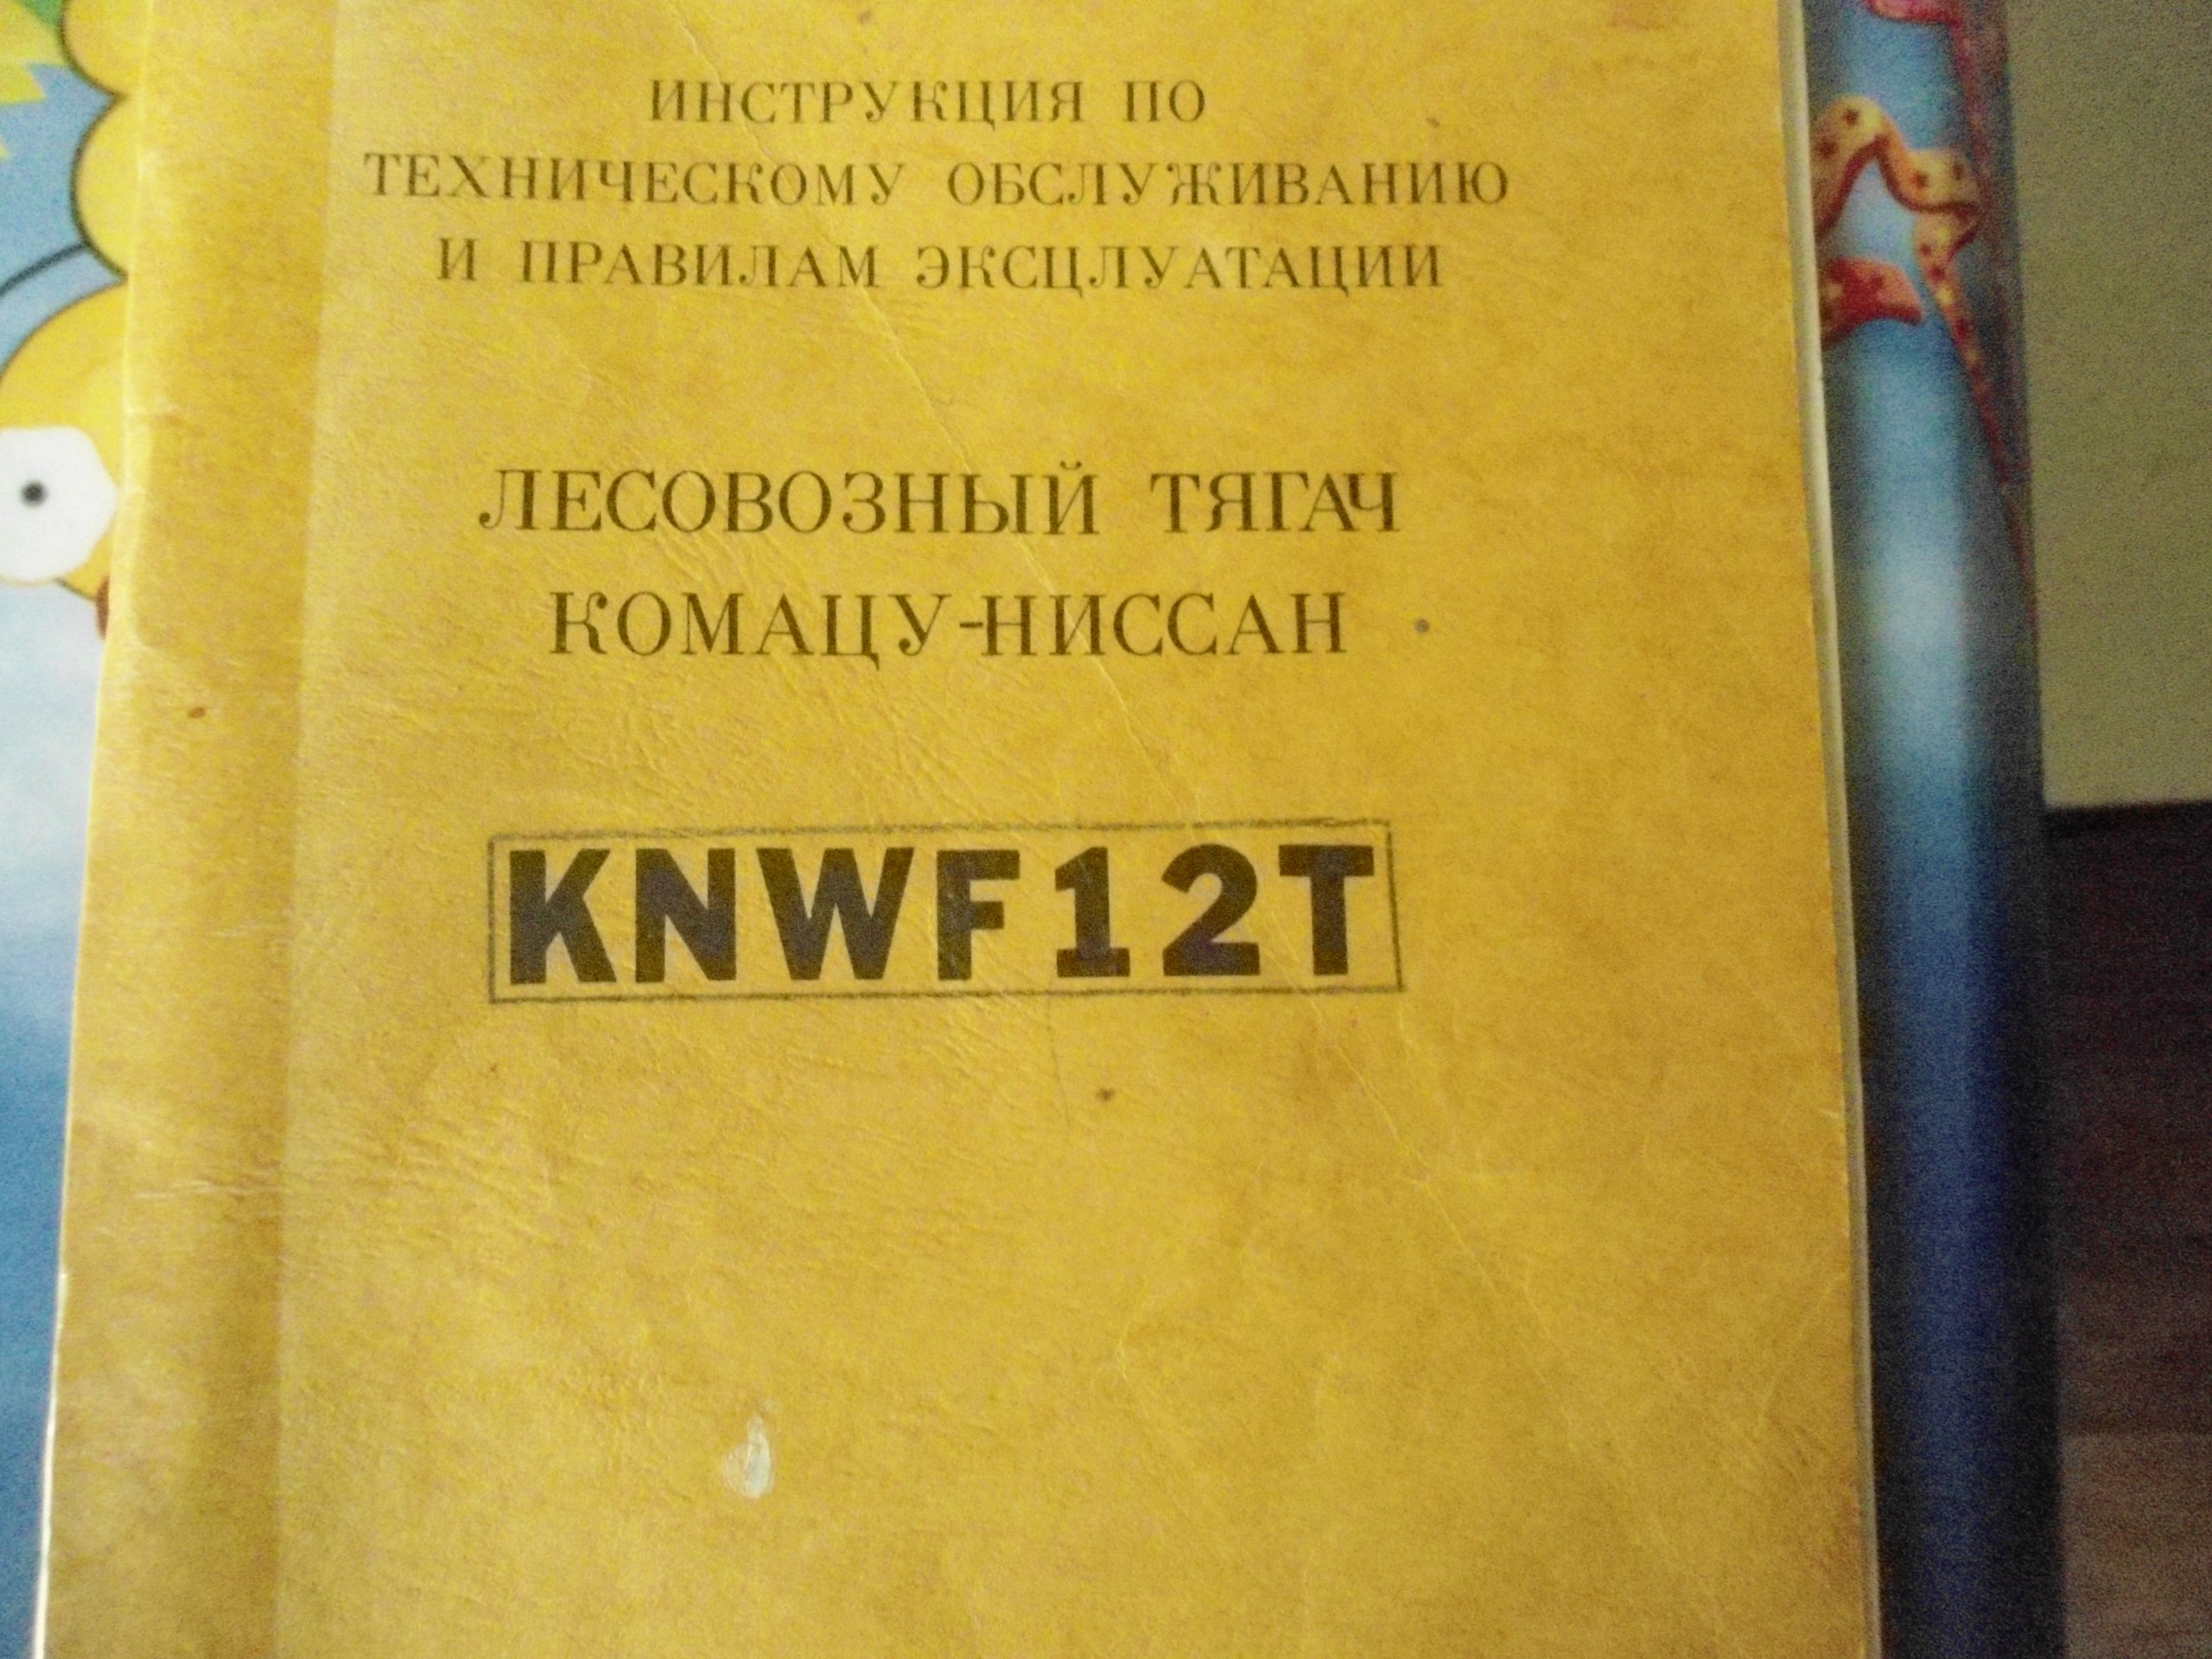 ИНСТРУКЦИЯ ПО
ТЕХНИЧЕСКОМУ ОБСЛУЖИВАНИЮ
И ПРАВИЛАМ ЭКСЦЛУАТАЦИИ
ЛЕСОВОЗНЫЙ ТЯГАЧ
КОМАЦУ-НИССАН
KNWF12T